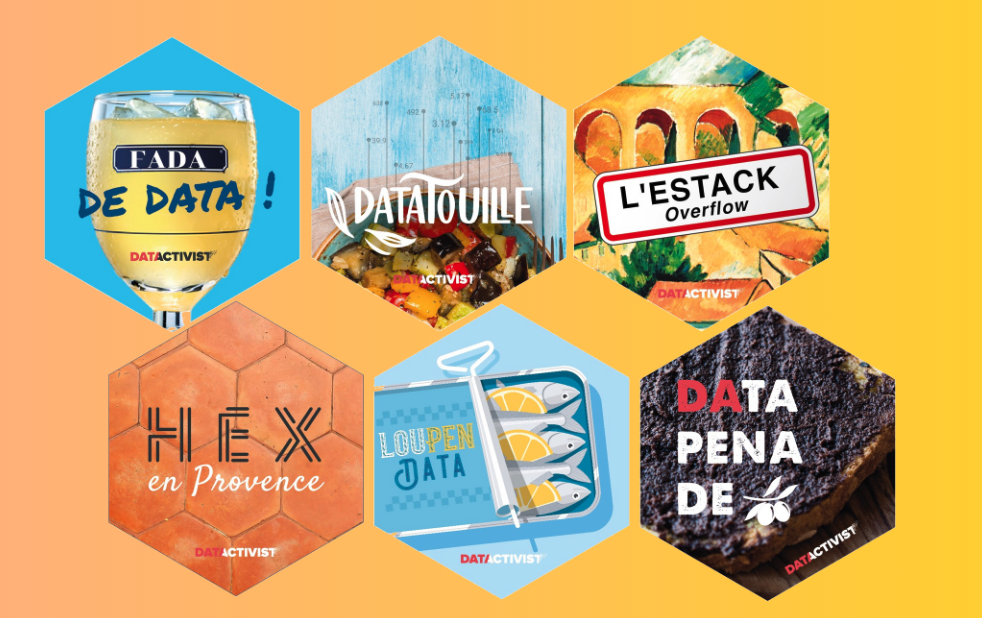 FADA
DE DATA !
DATACTIVIST
DATATOUILLE
DATACTIVIST
L'ESTACK
Overflow
DATACTIVIST
HEX
en Provence
DATACTIVIST
LOUPEN
DATA
DATACTIVIST
DATA
PENA
DE
DATACTIVIST